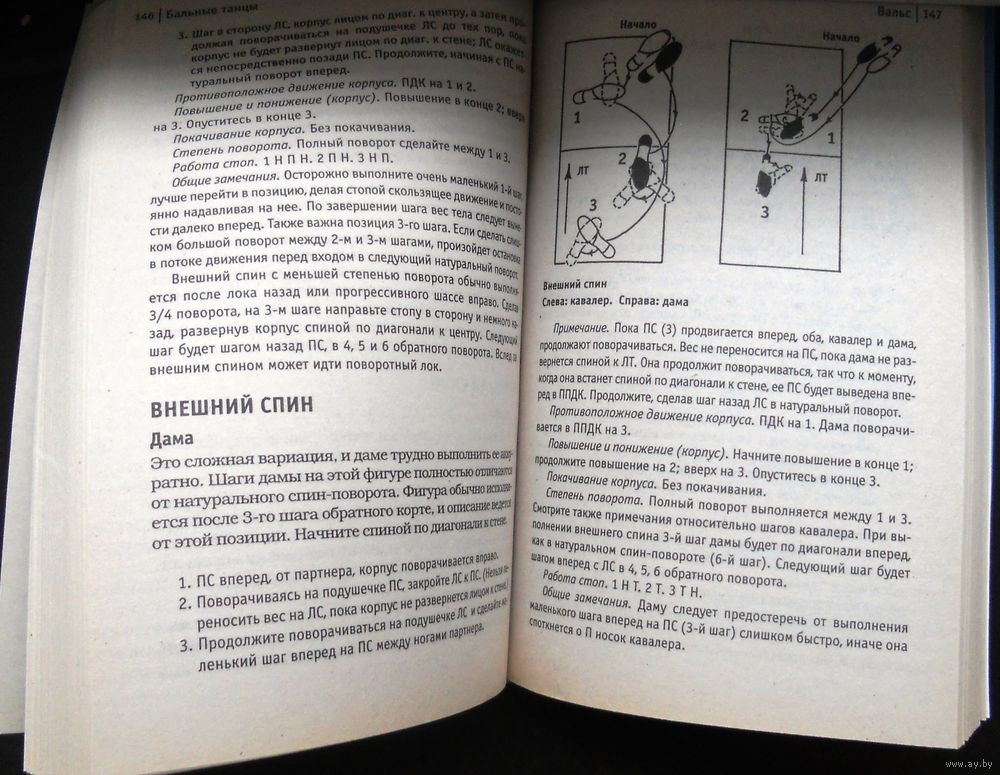 146 | Бальные танцы
3. Шаг в сторону ЛС, корпус лицом по диаг. к центру, а затем про-
должая поворачиваться на подушечке ЛС до тех пор, пока
корпус не будет развернут лицом по диаг. к стене; ЛС окажет-
ся непосредственно позади ПС. Продолжите, начиная с ПС на-
туральный поворот вперед.
Противоположное движение корпуса. ПДК на 1 и 2.
Повышение и понижение (корпус). Повышение в конце 2; вверх
на 3. Опуститесь в конце 3.
Покачивание корпуса. Без покачивания.
Степень поворота. Полный поворот сделайте между 1 и 3.
Работа стоп. 1 Н П Н. 2 П Н. 3 Н П.
Общие замечания. Осторожно выполните очень маленький 1-й шаг,
лучше перейти в позицию, делая стопой скользящее движение и посто-
янно надавливая на нее. По завершении шага вес тела следует выне-
сти далеко вперед. Также важна позиция 3-го шага. Если сделать слиш-
ком большой поворот между 2-м и 3-м шагами, произойдет остановка
в потоке движения перед входом в следующий натуральный поворот.
Внешний спин с меньшей степенью поворота обычно выполня-
ется после лока назад или прогрессивного шассе вправо. Сделав
3/4 поворота, на 3-м шаге направьте стопу в сторону и немного на-
зад, развернув корпус спиной по диагонали к центру. Следующий
шаг будет шагом назад ПС, в 4, 5 и 6 обратного поворота. Вслед за
внешним спином может идти поворотный лок.
ВНЕШНИЙ СПИН
Дама
Это сложная вариация, и даме трудно выполнить ее акку-
ратно. Шаги дамы на этой фигуре полностью отличаются
от натурального спин-поворота. Фигура обычно исполня-
ется после 3-го шага обратного корте, и описание ведется
от этой позиции. Начните спиной по диагонали к стене.
1. ПС вперед, от партнера, корпус поворачивается вправо.
2. Поворачиваясь на подушечке ПС, закройте ЛС к ПС. (Нельзя пе-
реносить вес на ЛС, пока корпус не развернется лицом к стене.)
3. Продолжите поворачиваться на подушечке ЛС и сделайте ма-
ленький шаг вперед на ПС между ногами партнера.
Вальс | 147
Начало
1
2
ЛТ
3
Начало
2
1
ЛТ
3
Внешний спин
Слева: кавалер. Справа: дама
Примечание. Пока ПС (3) продвигается вперед, оба, кавалер и дама,
продолжают поворачиваться. Вес не переносится на ПС, пока дама не раз-
вернется спиной к ЛТ. Она продолжит поворачиваться, так что к моменту,
когда она встанет спиной по диагонали к стене, ее ПС будет выведена впе-
ред в ППДК. Продолжите, сделав шаг назад ЛС в натуральный поворот.
Противоположное движение корпуса. ПДК на 1. Дама поворачи-
вается в ППДК на 3.
Повышение и понижение (корпус). Начните повышение в конце 1;
продолжите повышение на 2; вверх на 3. Опуститесь в конце 3.
Покачивание корпуса. Без покачивания.
Степень поворота. Полный поворот выполняется между 1 и 3.
Смотрите также примечания относительно шагов кавалера. При вы-
полнении внешнего спина 3-й шаг дамы будет по диагонали вперед,
как в натуральном спин-повороте (6-й шаг). Следующий шаг будет
шагом вперед с ЛС в 4, 5, 6 обратного поворота.
Работа стоп. 1 Н Т. 2 Т. 3 Т Н.
Общие замечания. Даму следует предостеречь от выполнения
маленького шага вперед на ПС (3-й шаг) слишком быстро, иначе она
споткнется о П носок кавалера.
www.ay.by